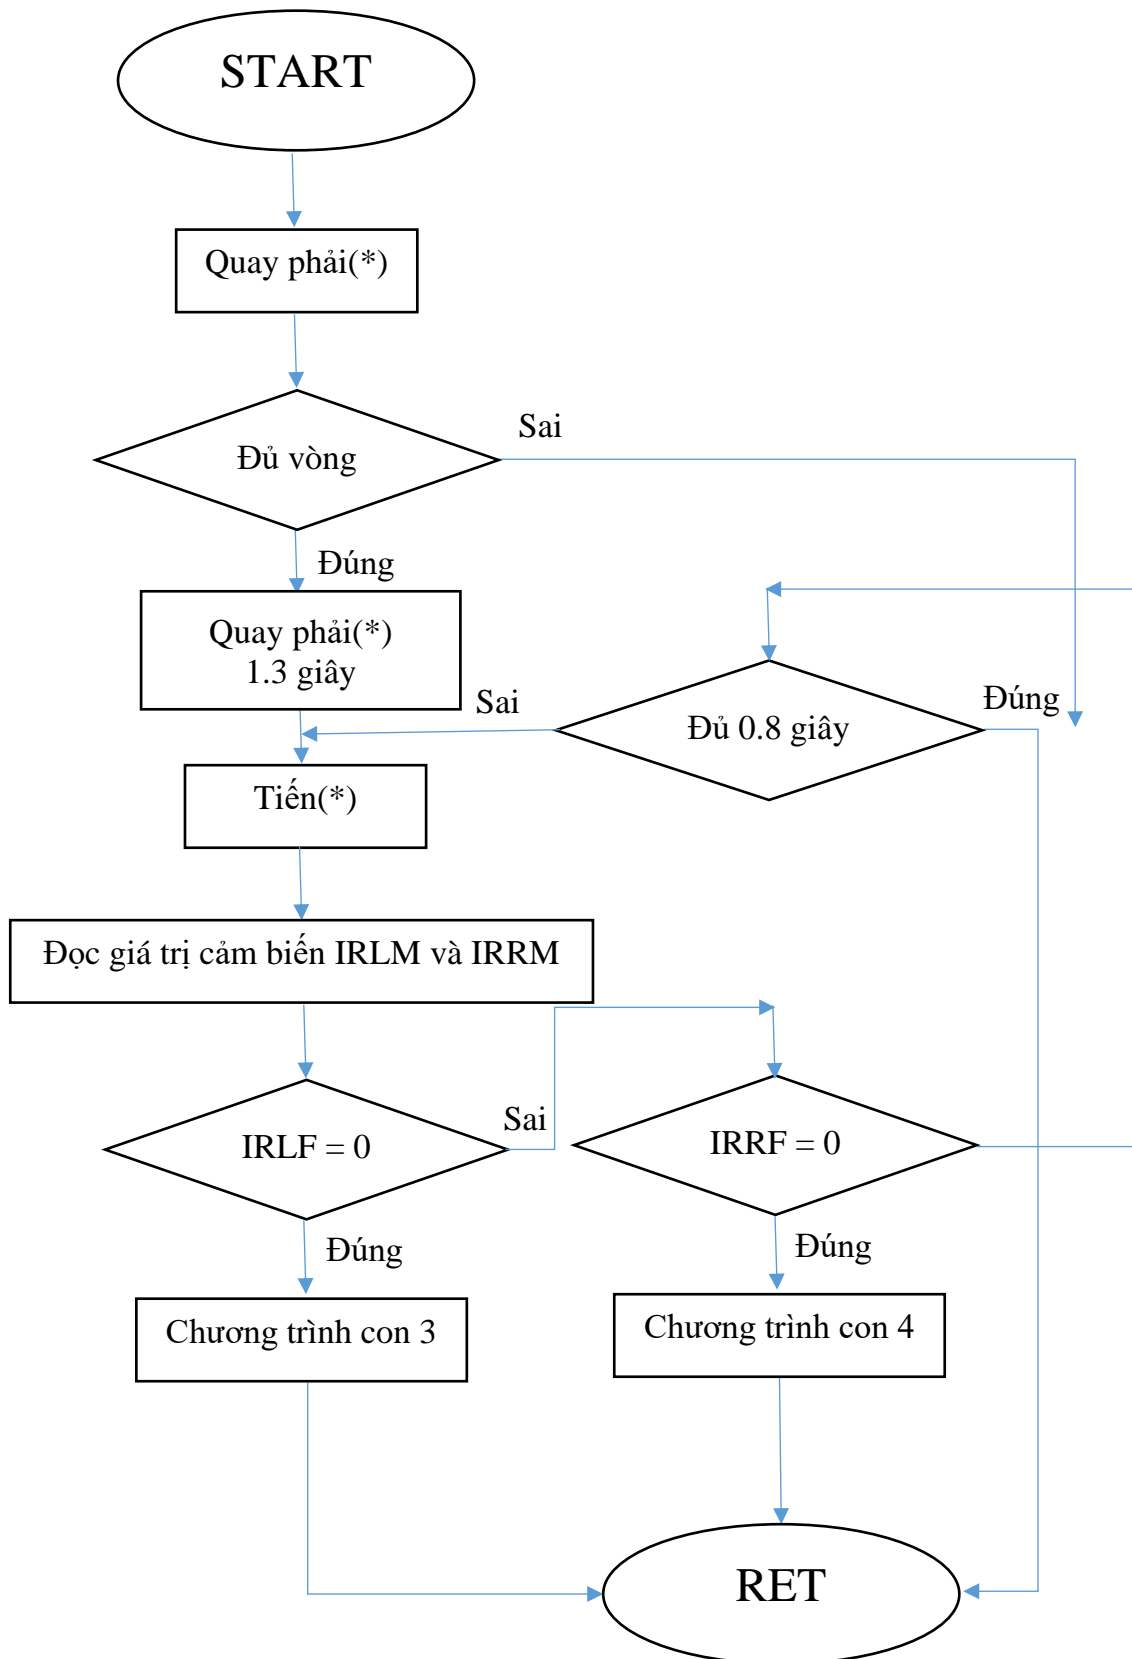 START
Quay phải(*)
Sai
Đủ vòng
Đúng
Quay phải(*)
1.3 giây
Sai
Đúng
Đủ 0.8 giây
Tiến(*)
Đọc giá trị cảm biến IRLM và IRRM
Sai
IRLF = 0
IRRF = 0
Đúng
Đúng
Chương trình con 3
Chương trình con 4
RET